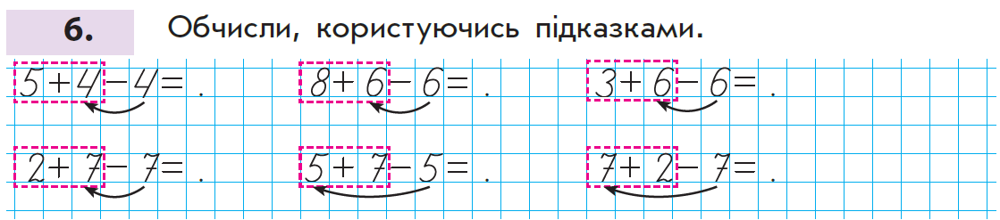 6. Обчисли, користуючись підказками.
5+4−4= . 8+6−6= . 3+6−6= .
2+7−7= . 5+7−5= . 7+2−7= .